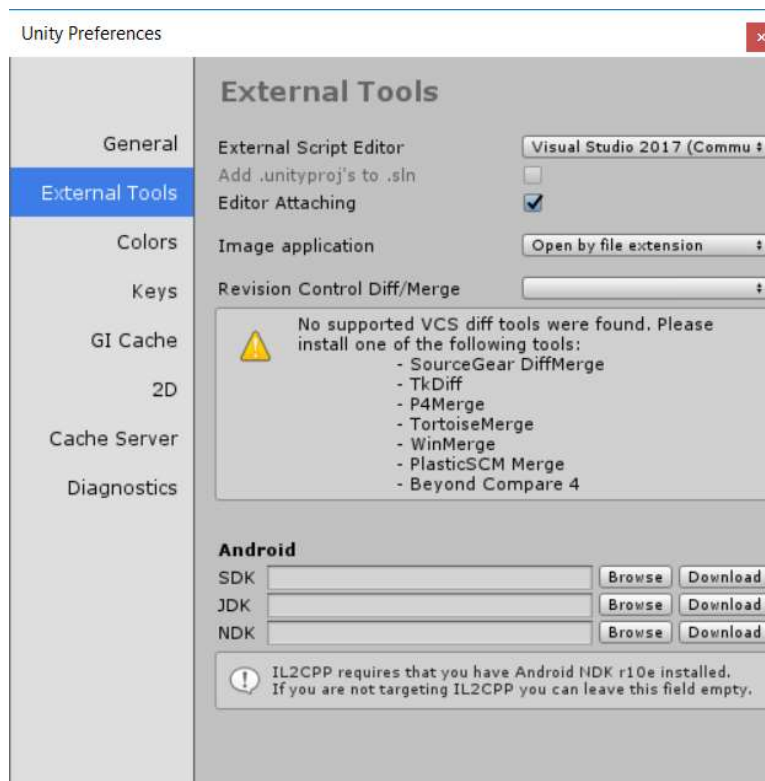 Unity Preferences
External Tools
General
External Tools
Colors
Keys
GI Cache
2D
Cache Server
Diagnostics
External Script Editor Visual Studio 2017 (Commu
Add .unityproj's to .sln
Editor Attaching
Image application Open by file extension
Revision Control Diff/Merge
No supported VCS diff tools were found. Please
install one of the following tools:
- SourceGear DiffMerge
- TkDiff
- P4Merge
- TortoiseMerge
- WinMerge
- PlasticSCM Merge
- Beyond Compare 4
Android
SDK Browse Download
JDK Browse Download
NDK Browse Download
IL2CPP requires that you have Android NDK r10e installed.
If you are not targeting IL2CPP you can leave this field empty.